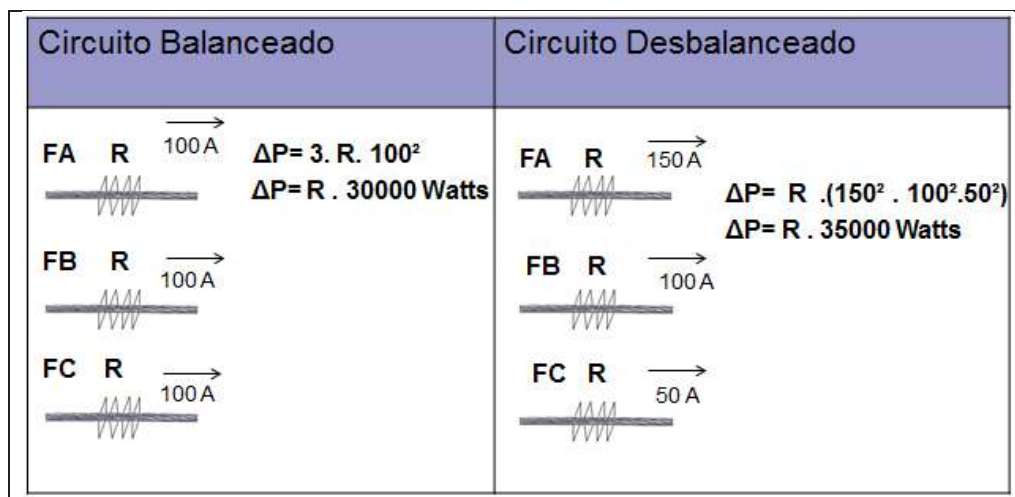 Circuito Balanceado
FA R 100 A ΔP= 3. R. 100²
ΔP= R . 30000 Watts
FB R 100 A
FC R 100 A
Circuito Desbalanceado
FA R 150 A
ΔP= R .(150² . 100².50²)
ΔP= R . 35000 Watts
FB R 100 A
FC R 50 A